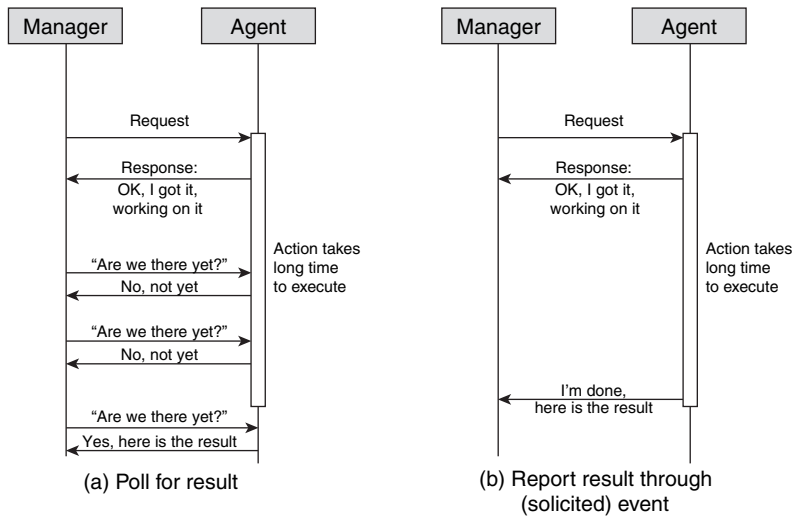 Manager
Agent
Request
Response:
OK, I got it,
working on it
Action takes
long time
to execute
“Are we there yet?”
No, not yet
“Are we there yet?”
No, not yet
“Are we there yet?”
Yes, here is the result
(a) Poll for result
Manager
Agent
Request
Response:
OK, I got it,
working on it
Action takes
long time
to execute
I’m done,
here is the result
(b) Report result through
(solicited) event